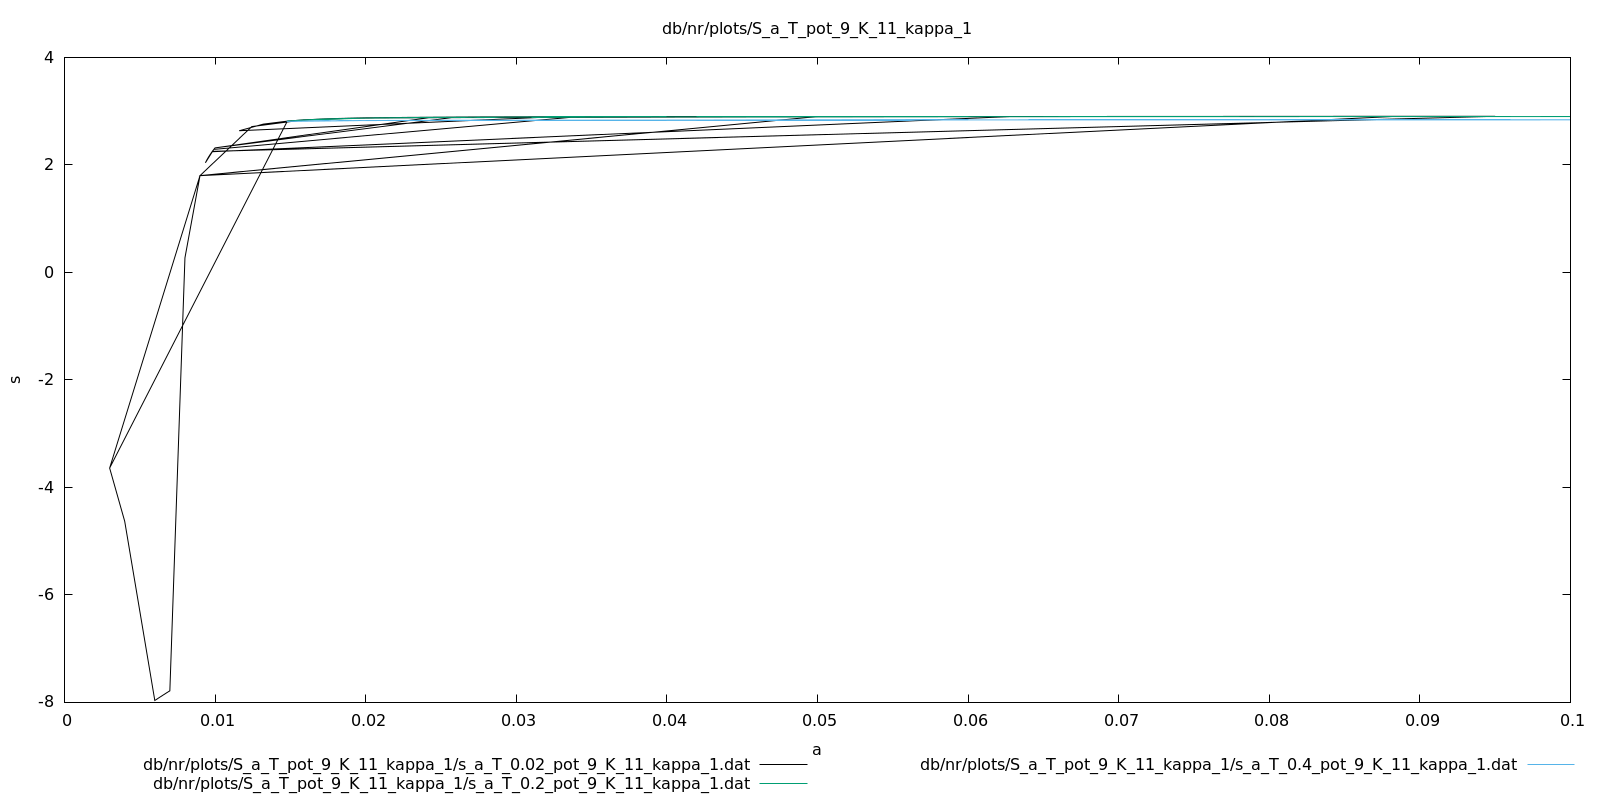 db/nr/plots/S_a_T_pot_9_K_11_kappa_1
4
2
0
-2
-4
-6
-8
s
0 0.01 0.02 0.03 0.04 0.05 0.06 0.07 0.08 0.09 0.1
a
db/nr/plots/S_a_T_pot_9_K_11_kappa_1/s_a_T_0.02_pot_9_K_11_kappa_1.dat
db/nr/plots/S_a_T_pot_9_K_11_kappa_1/s_a_T_0.2_pot_9_K_11_kappa_1.dat
db/nr/plots/S_a_T_pot_9_K_11_kappa_1/s_a_T_0.4_pot_9_K_11_kappa_1.dat